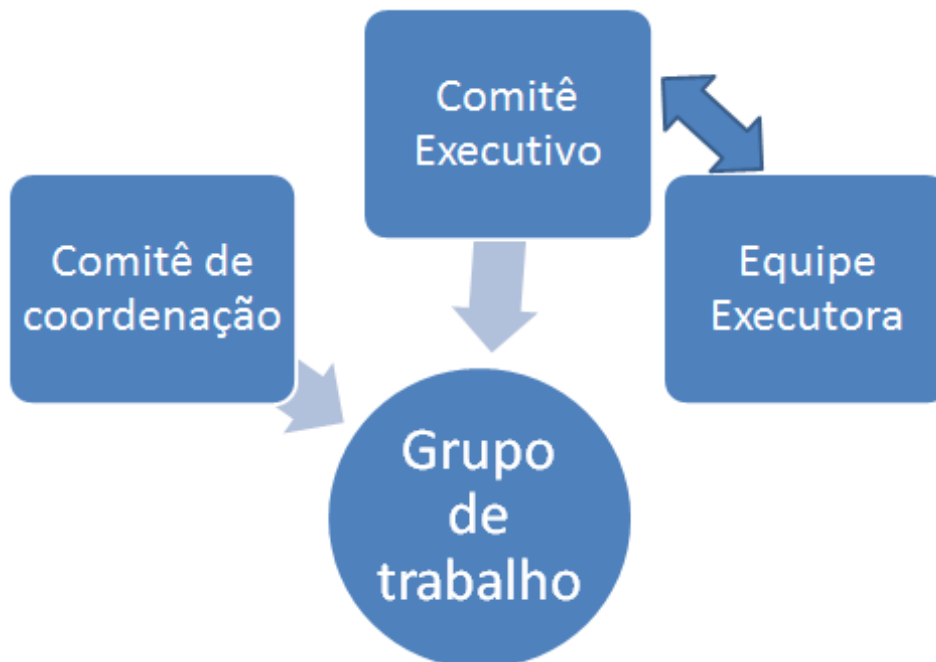 Comitê
Executivo
Comitê de
coordenação
Equipe
Executora
Grupo
de
trabalho